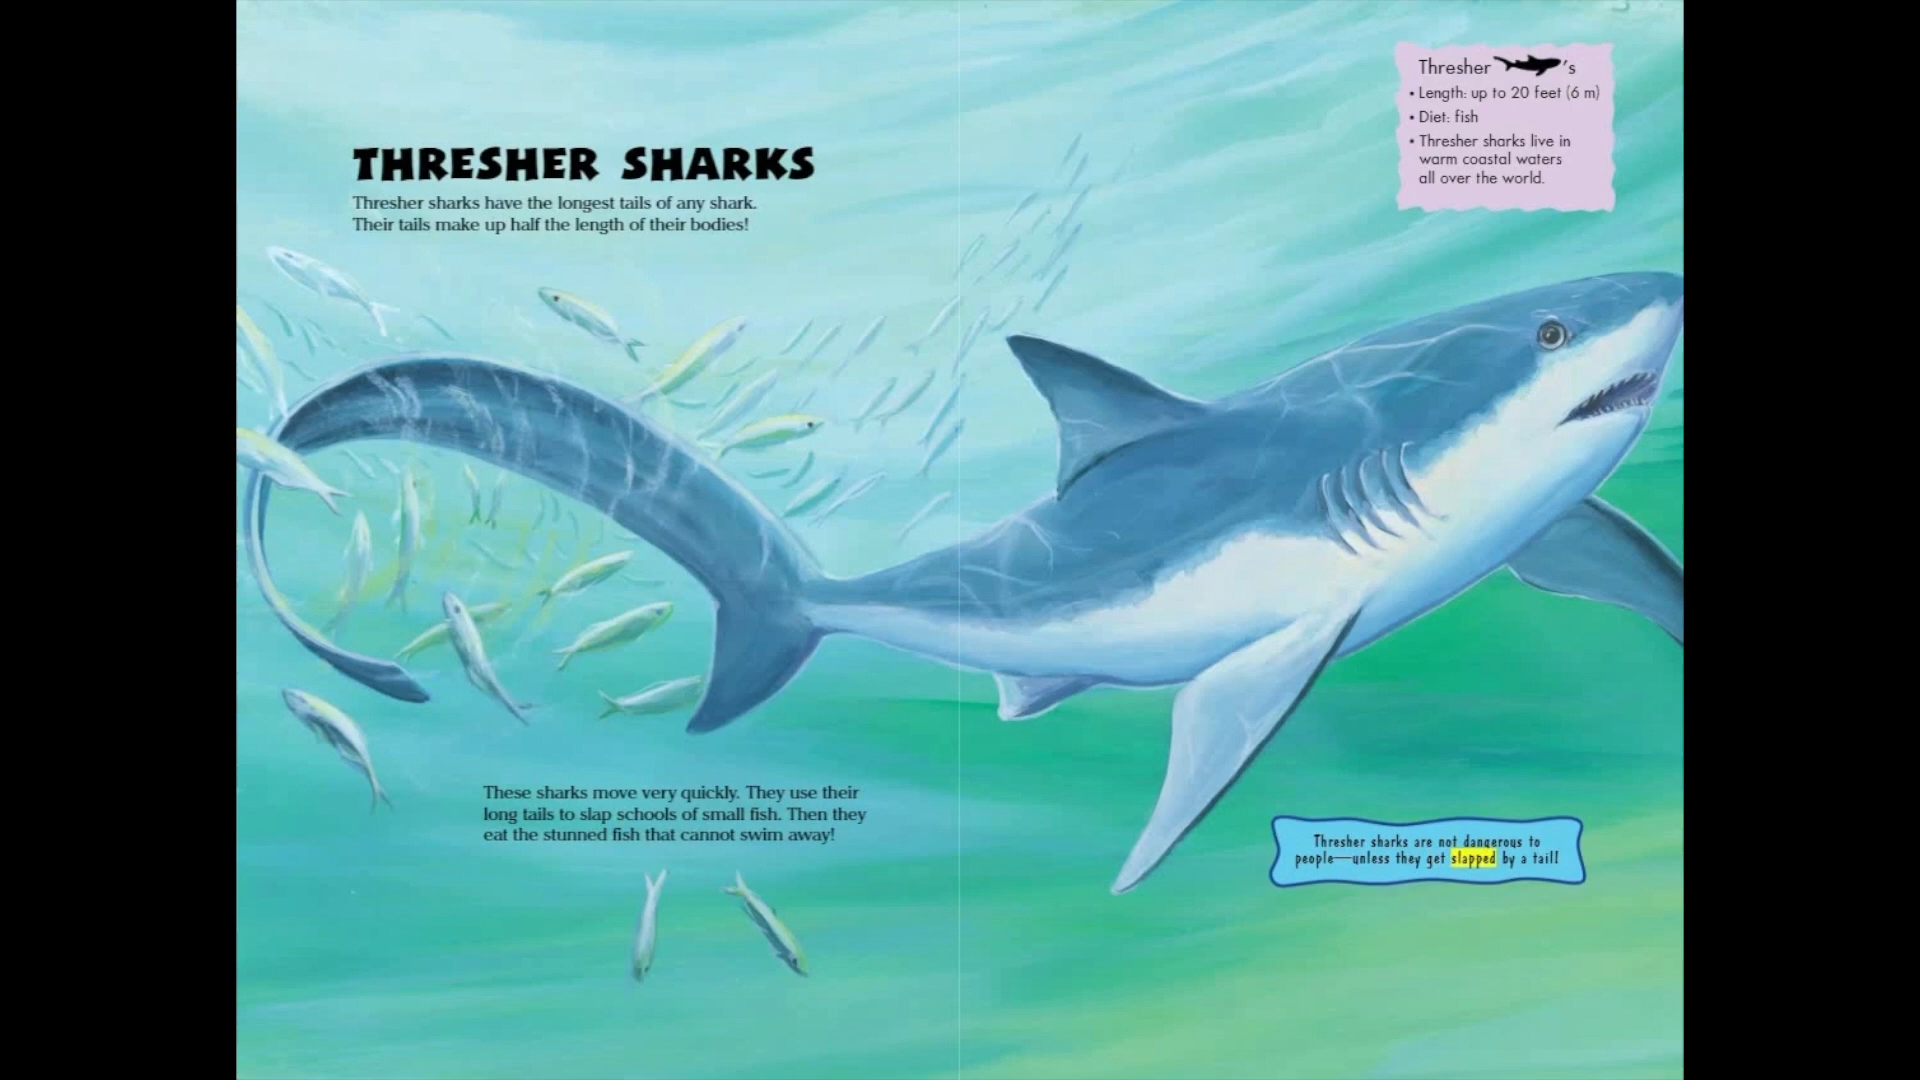 THRESHER SHARKS
Thresher sharks have the longest tails of any shark.
Their tails make up half the length of their bodies!
Thresher 's
• Length: up to 20 feet (6 m)
• Diet: fish
• Thresher sharks live in
warm coastal waters
all over the world.
These sharks move very quickly. They use their
long tails to slap schools of small fish. Then they
eat the stunned fish that cannot swim away!
Thresher sharks are not dangerous to
people—unless they get slapped by a tail!